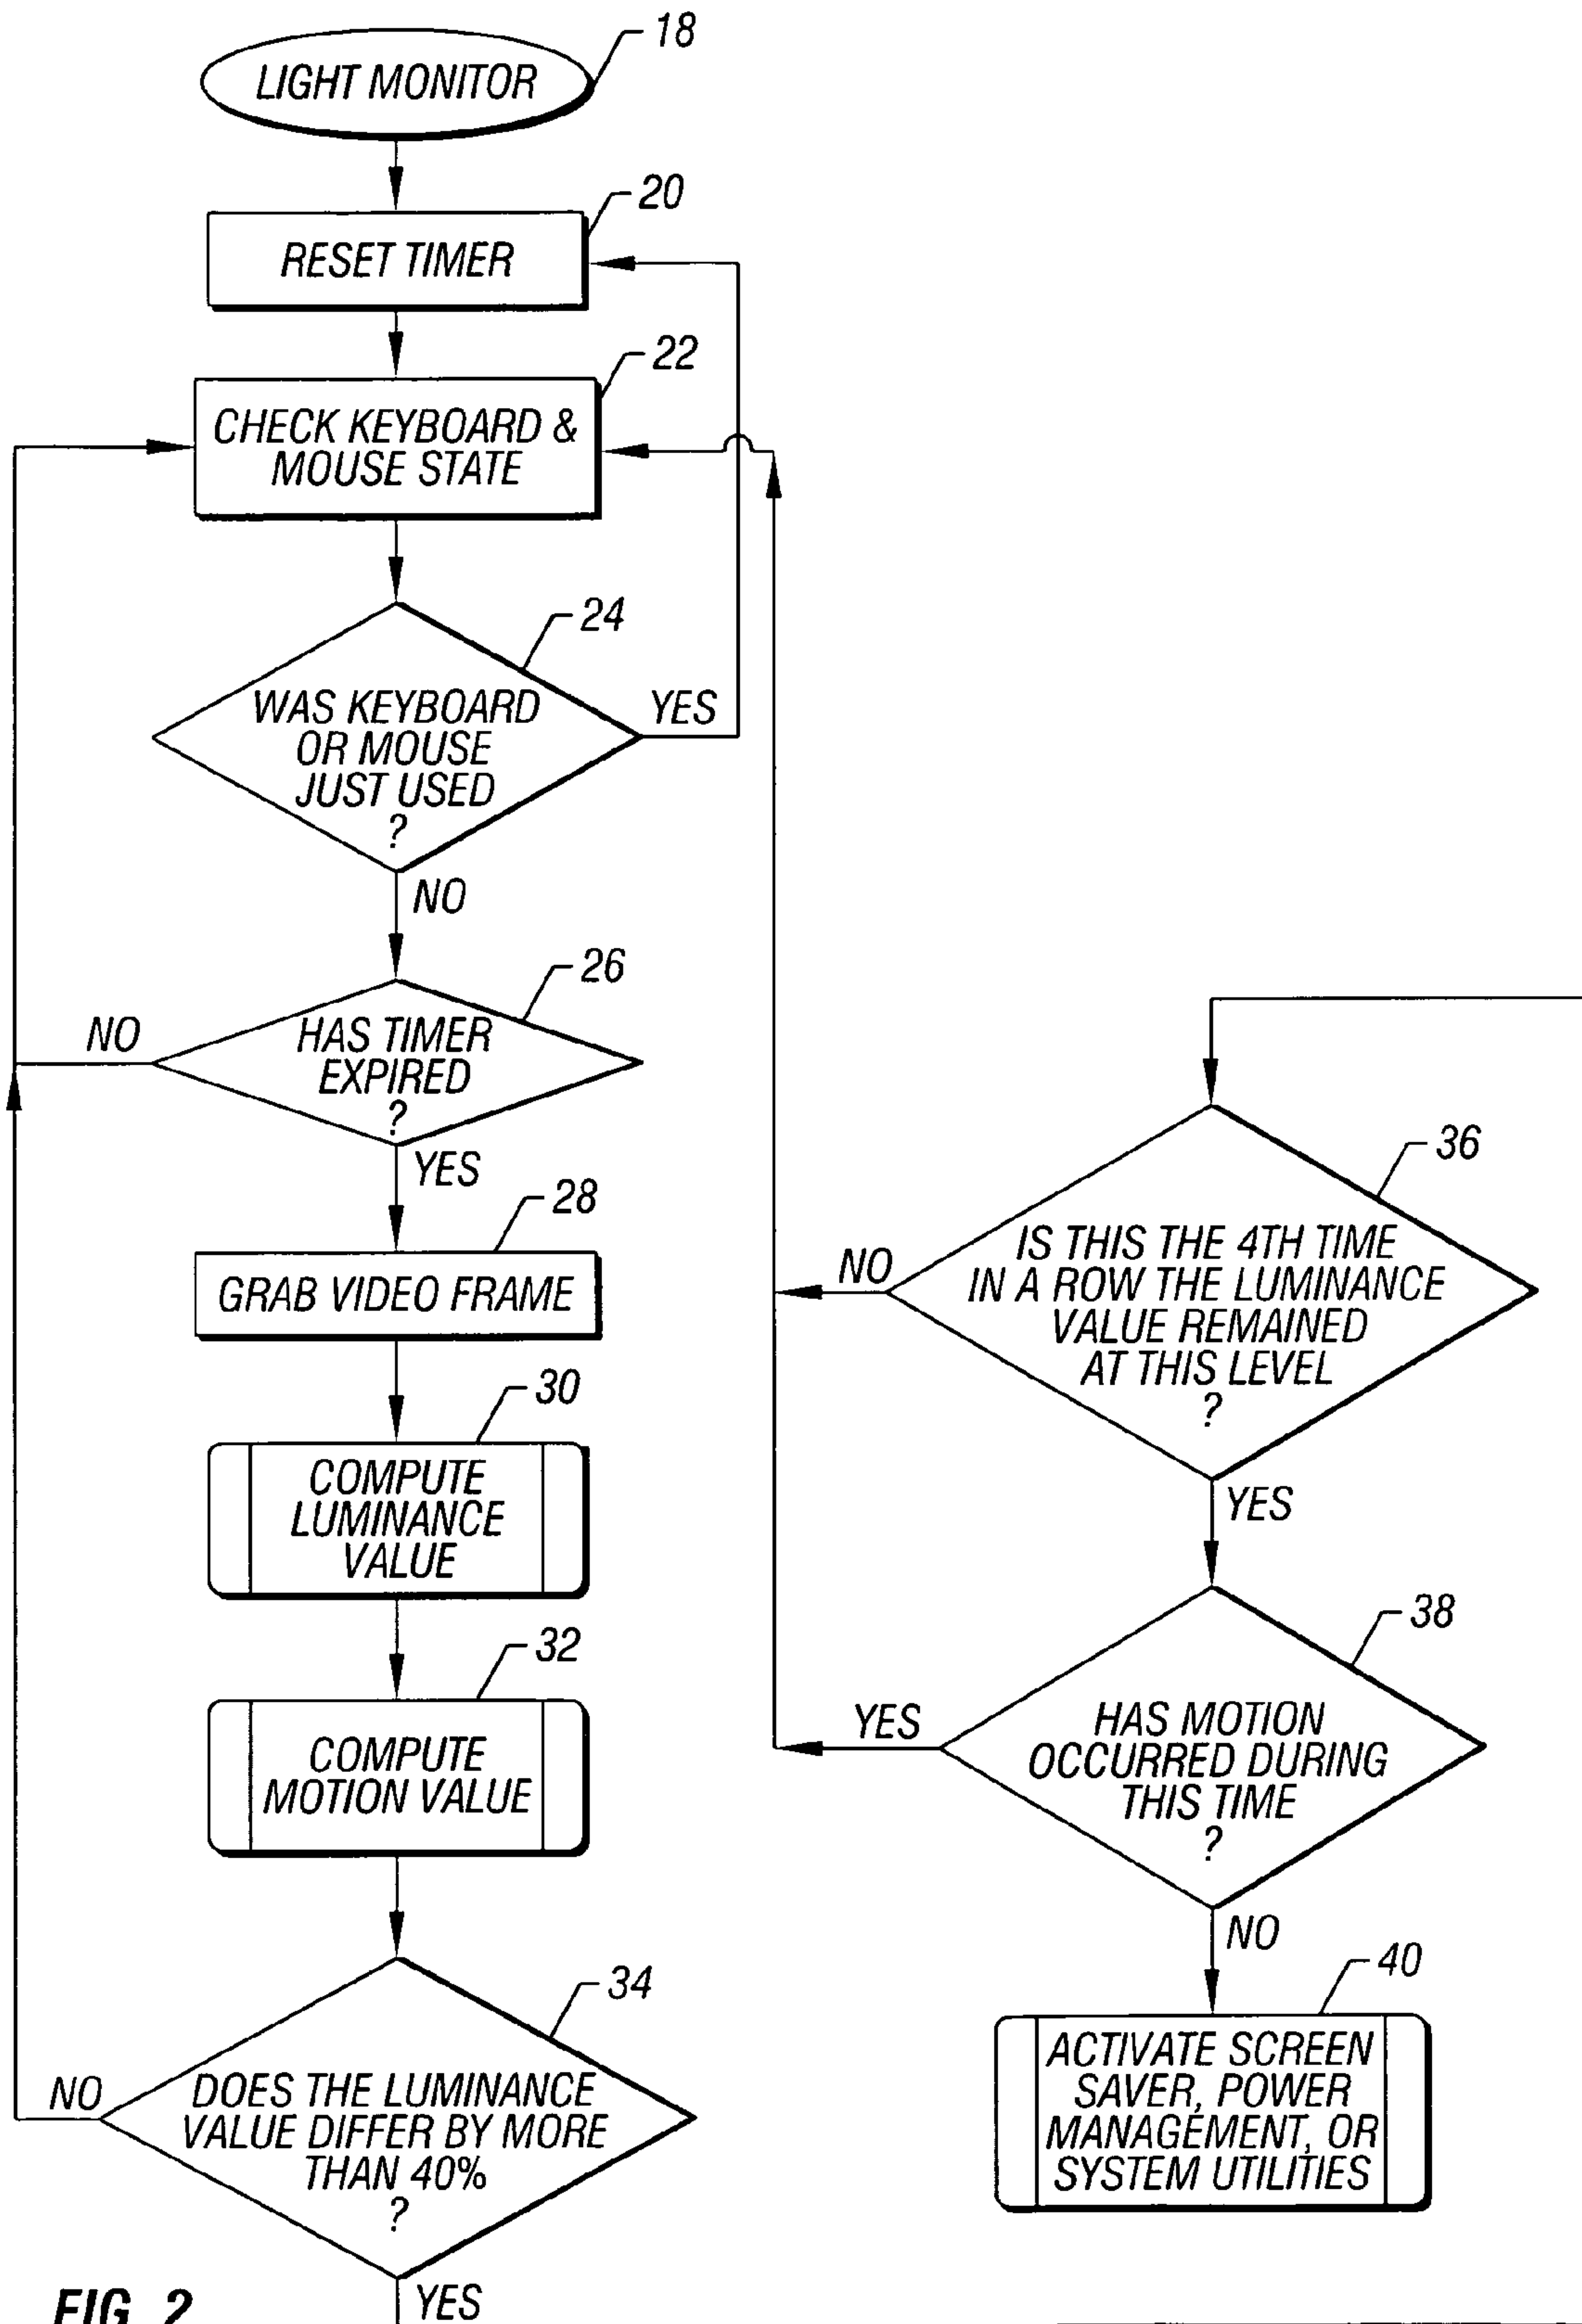 LIGHT MONITOR
18
RESET TIMER
20
CHECK KEYBOARD &
MOUSE STATE
22
WAS KEYBOARD
OR MOUSE
JUST USED
?
24
YES
NO
HAS TIMER
EXPIRED
?
26
NO
YES
GRAB VIDEO FRAME
28
COMPUTE
LUMINANCE
VALUE
30
COMPUTE
MOTION VALUE
32
DOES THE LUMINANCE
VALUE DIFFER BY MORE
THAN 40%
?
34
NO
YES
IS THIS THE 4TH TIME
IN A ROW THE LUMINANCE
VALUE REMAINED
AT THIS LEVEL
?
36
NO
YES
HAS MOTION
OCCURRED DURING
THIS TIME
?
38
YES
NO
ACTIVATE SCREEN
SAVER, POWER
MANAGEMENT, OR
SYSTEM UTILITIES
40
FIG. 2